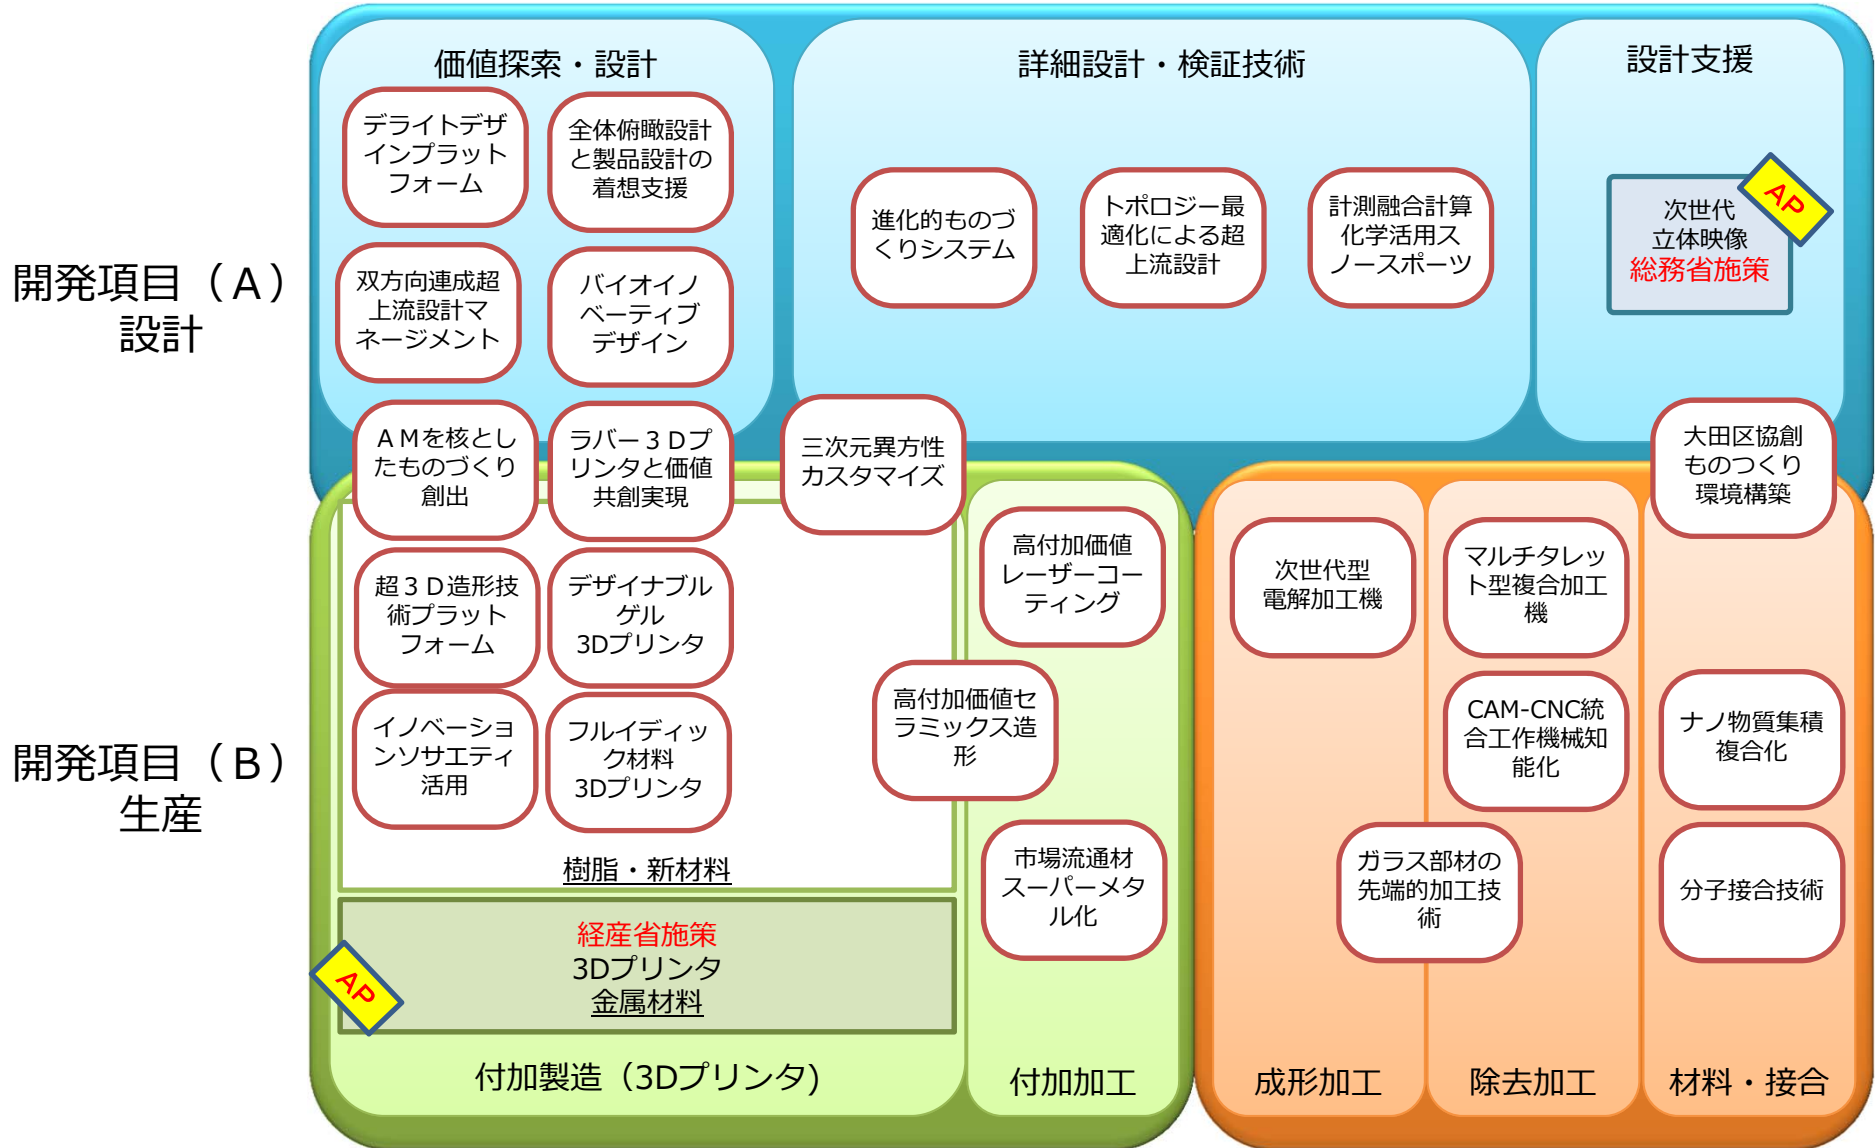 価値探索・設計
詳細設計・検証技術
設計支援
デライトデザ
インプラット
フォーム
全体俯瞰設計
と製品設計の
着想支援
双方向連成超
上流設計マ
ネージメント
バイオイノ
ベーティブ
デザイン
進化的ものづ
くりシステム
トポロジー最
適化による超
上流設計
計測融合計算
化学活用ス
ノースポーツ
AP
次世代
立体映像
総務省施策
開発項目（A）
設計
AMを核とし
たものづくり
創出
ラバー３Dプ
リンタと価値
共創実現
三次元異方性
カスタマイズ
大田区協創
ものつくり
環境構築
超３D造形技
術プラット
フォーム
デザイナブル
ゲル
3Dプリンタ
高付加価値
レーザーコー
ティング
次世代型
電解加工機
マルチタレッ
ト型複合加工
機
開発項目（B）
生産
イノベーショ
ンソサエティ
活用
フルイディッ
ク材料
3Dプリンタ
高付加価値セ
ラミックス造
形
CAM-CNC統
合工作機械知
能化
ナノ物質集積
複合化
樹脂・新材料
市場流通材
スーパーメタ
ル化
ガラス部材の
先端的加工技
術
分子接合技術
経産省施策
3Dプリンタ
金属材料
AP
付加製造（3Dプリンタ)
付加加工
成形加工
除去加工
材料・接合